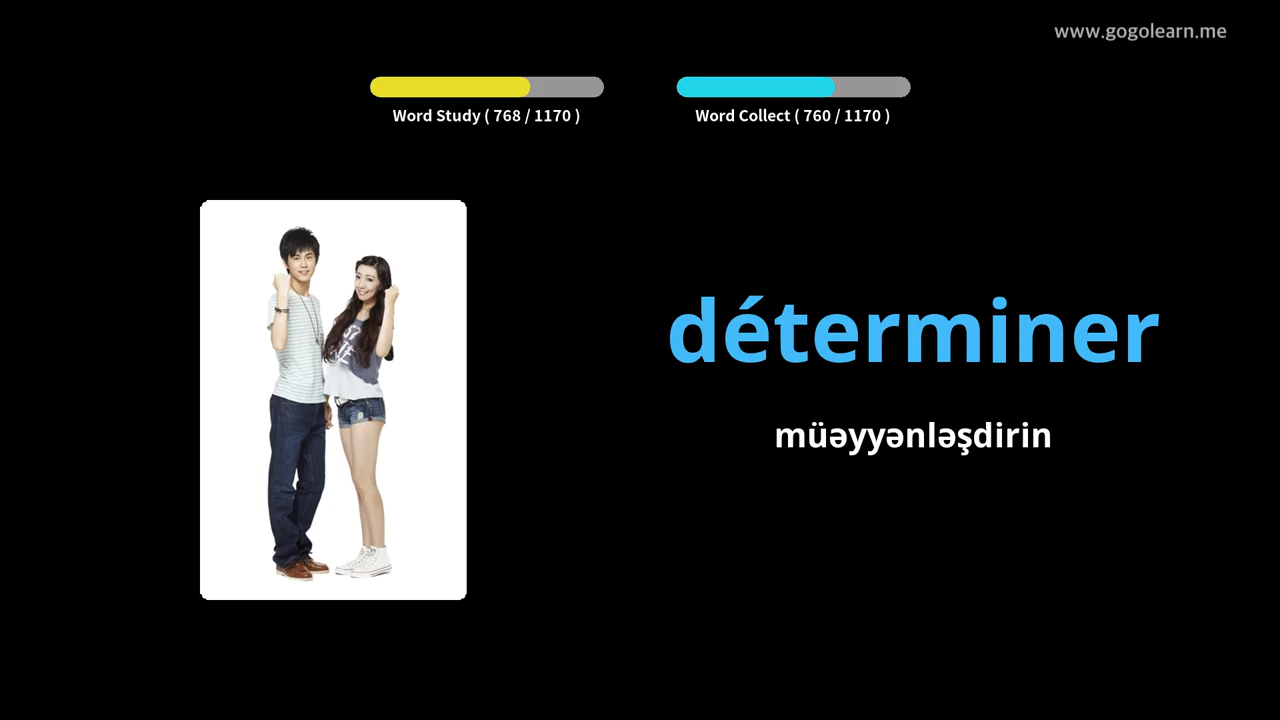 www.gogolearn.me
Word Study ( 768 / 1170 )
Word Collect ( 760 / 1170 )
déterminer
müəyyənləşdirin